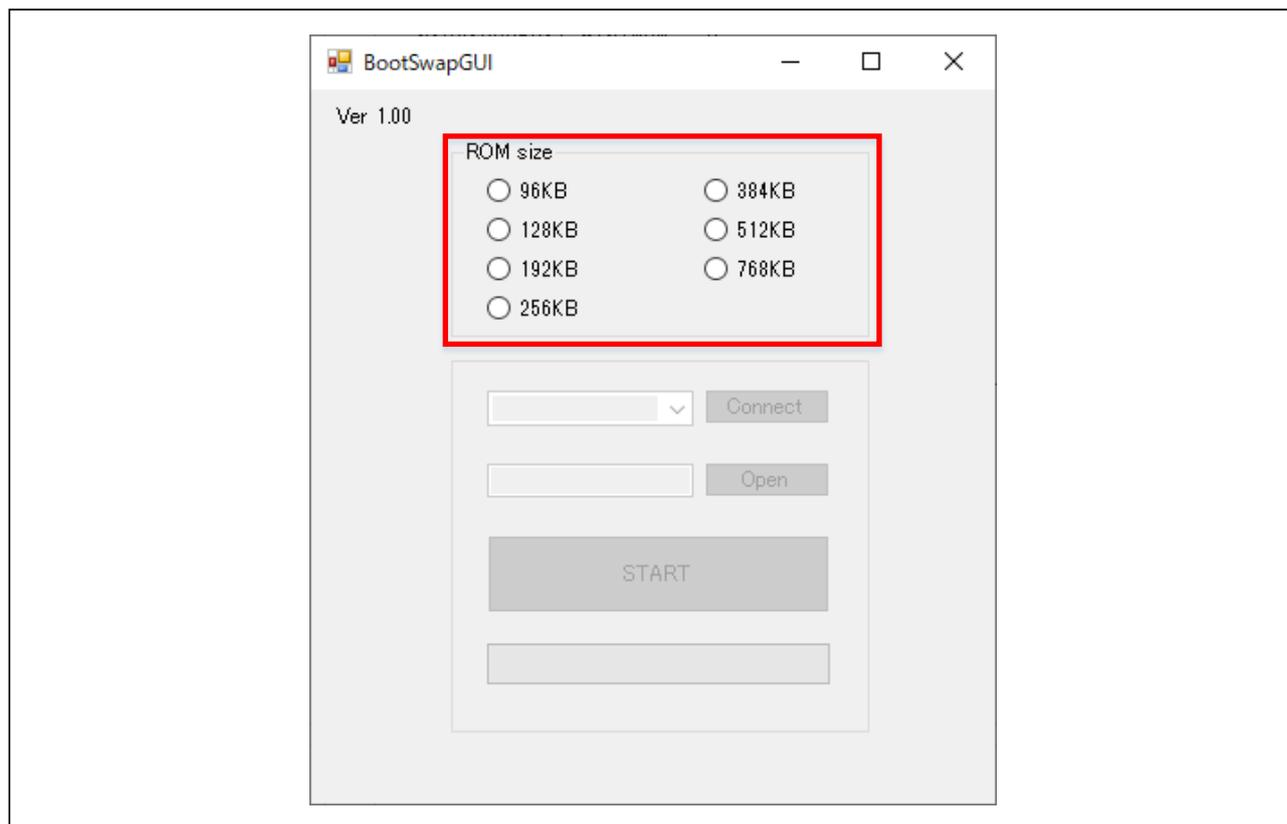 BootSwapGUI
Ver 1.00
ROM size
96KB 384KB
128KB 512KB
192KB 768KB
256KB
Connect
Open
START